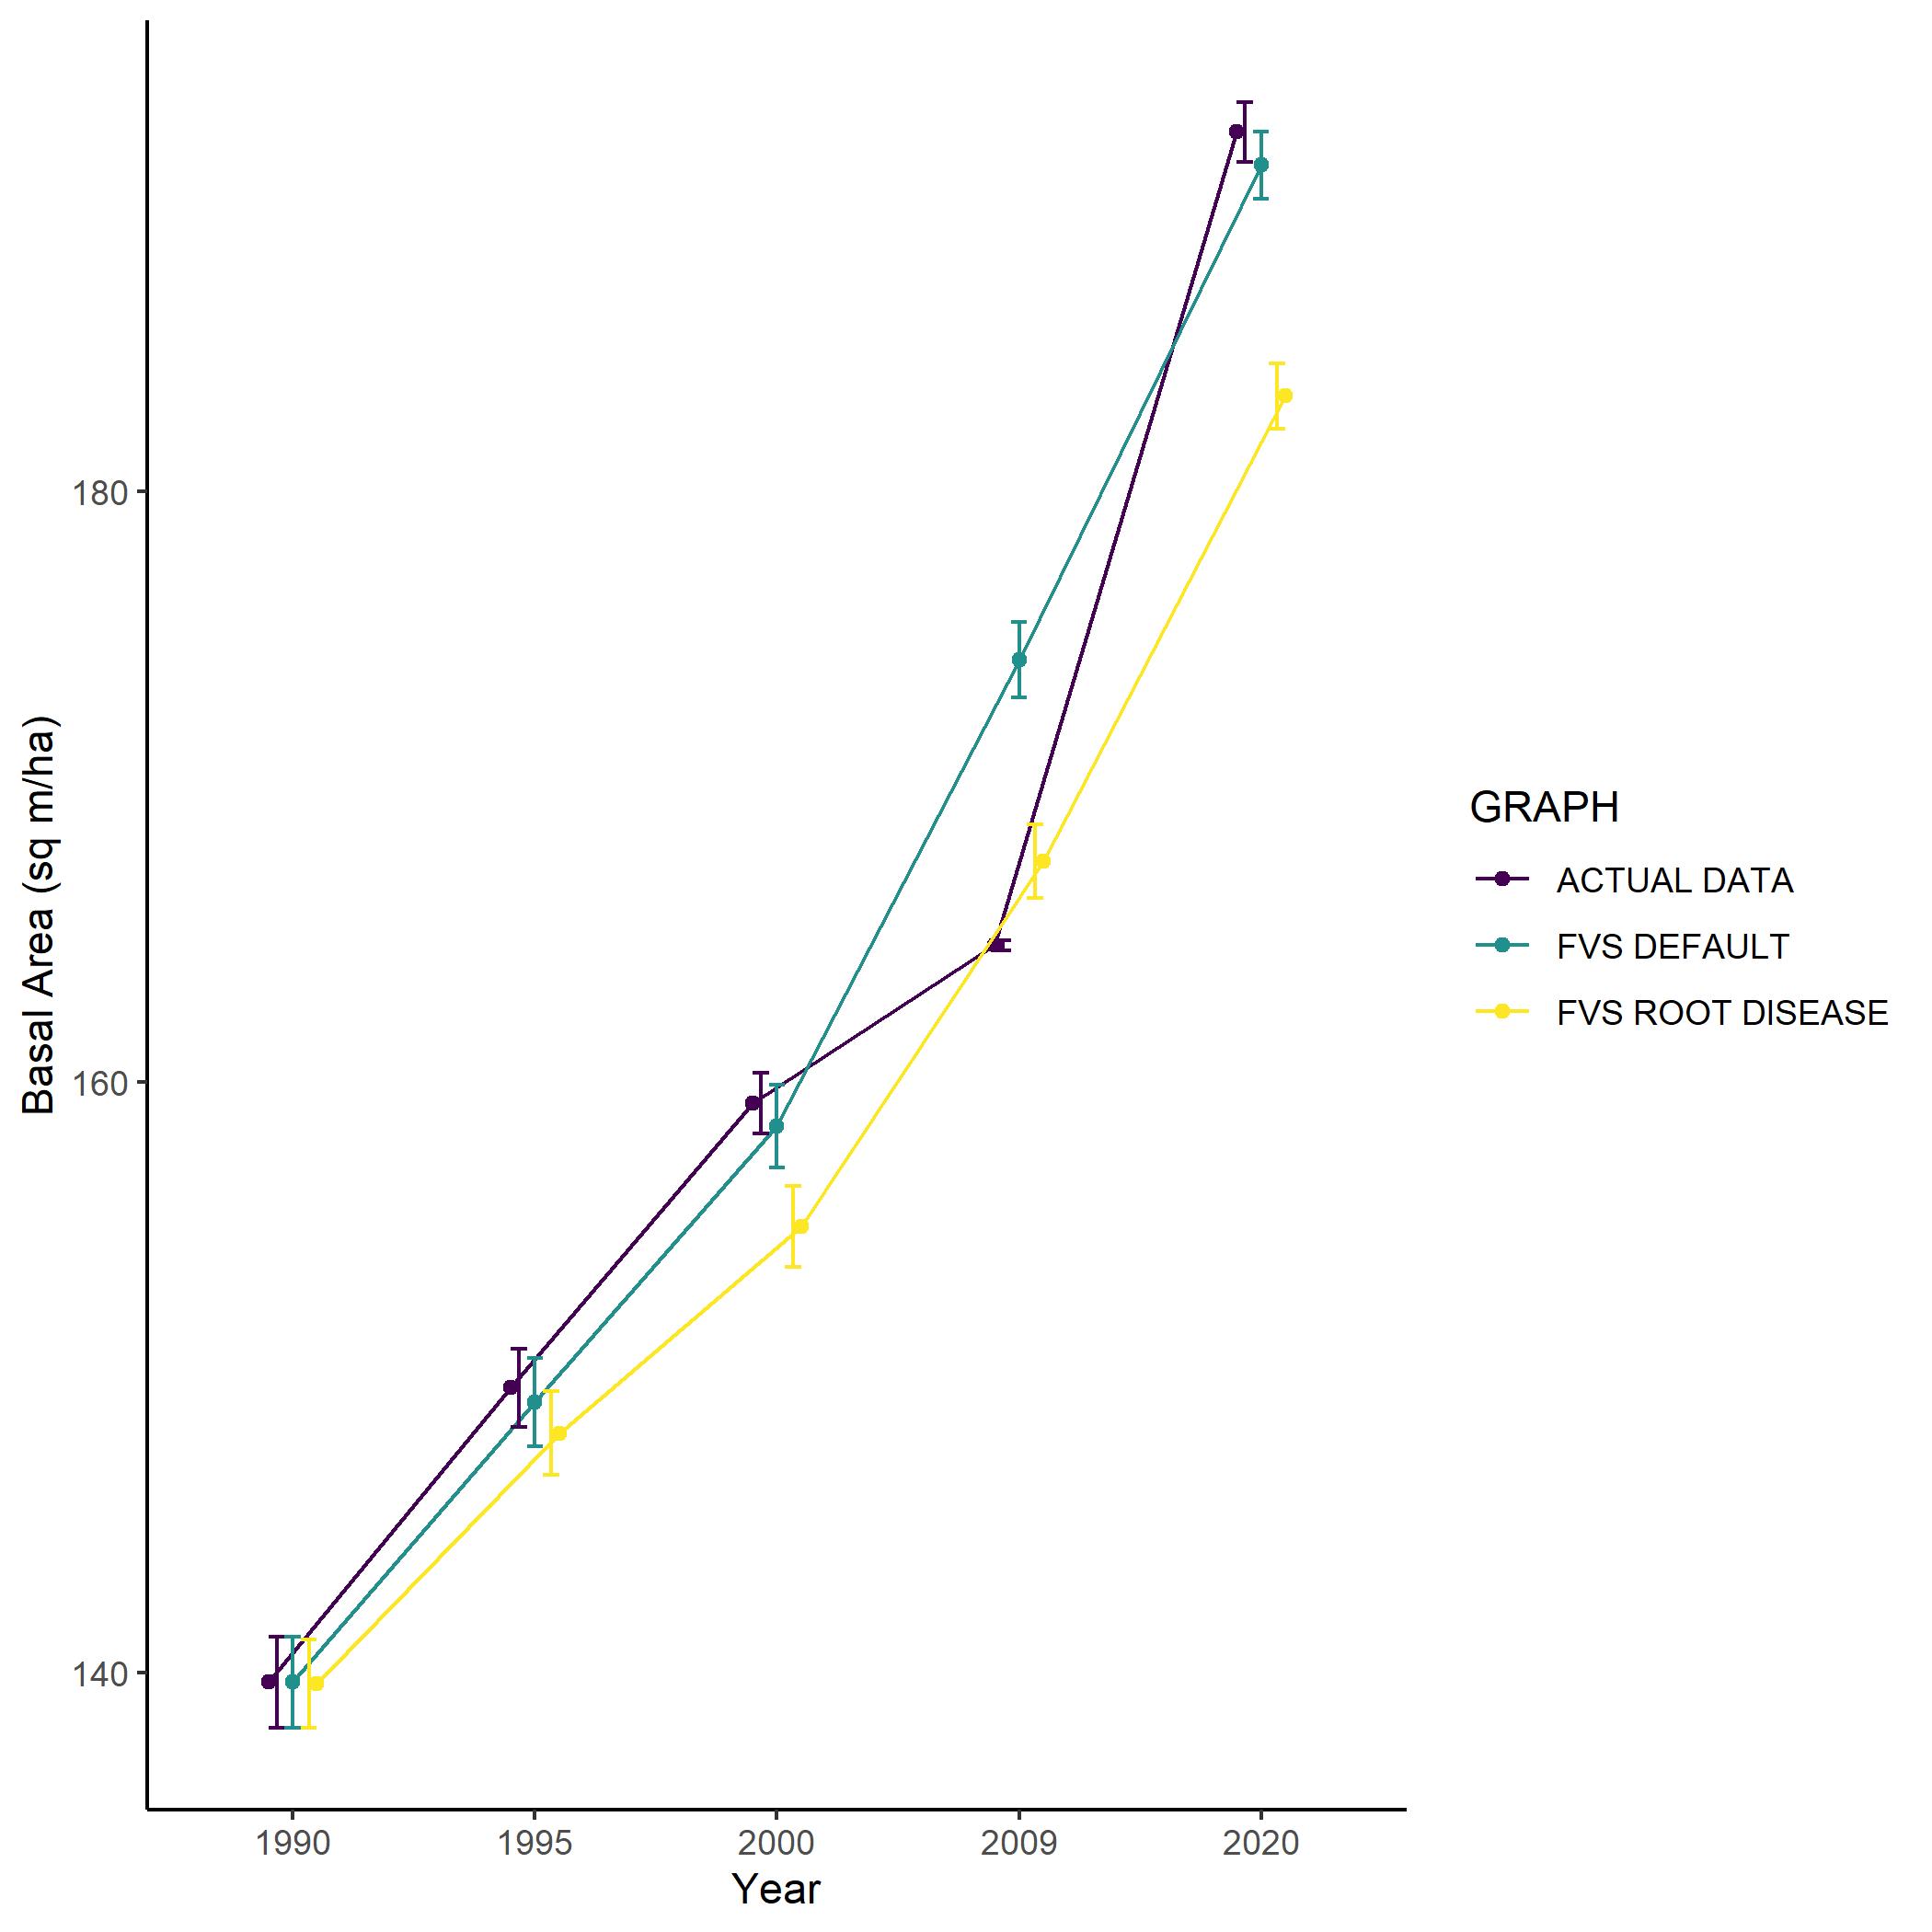 180
160
140
Basal Area (sq m/ha)
1990 1995 2000 2009 2020
Year
GRAPH
ACTUAL DATA
FVS DEFAULT
FVS ROOT DISEASE